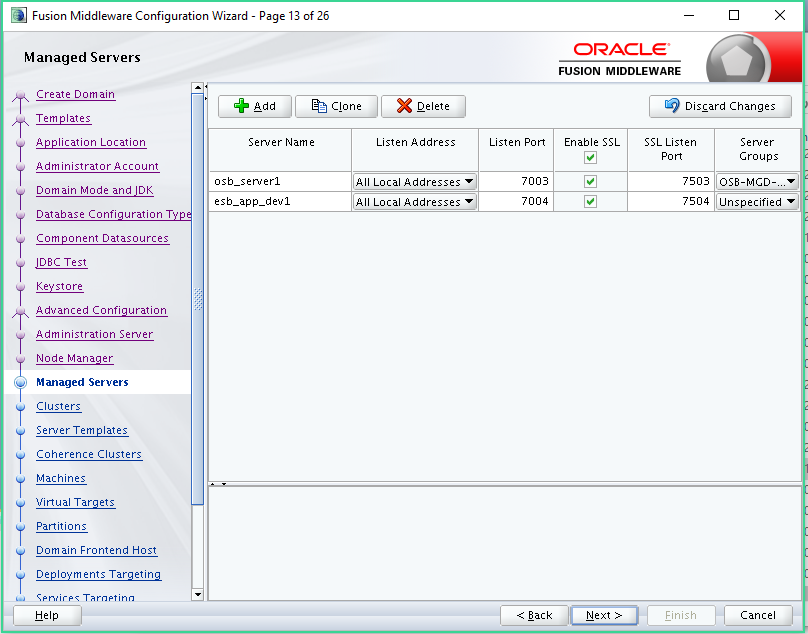 Fusion Middleware Configuration Wizard - Page 13 of 26
Managed Servers
ORACLE
FUSION MIDDLEWARE
Create Domain
Templates
Application Location
Administrator Account
Domain Mode and JDK
Database Configuration Type
Component Datasources
JDBC Test
Keystore
Advanced Configuration
Administration Server
Node Manager
Managed Servers
Clusters
Server Templates
Coherence Clusters
Machines
Virtual Targets
Partitions
Domain Frontend Host
Deployments Targeting
Services Targeting
Add Clone Delete Discard Changes
Server Name Listen Address Listen Port Enable SSL SSL Listen Port Server Groups
osb_server1 All Local Addresses 7003 7503 OSB-MGD-...
esb_app_dev1 All Local Addresses 7004 7504 Unspecified
Help < Back Next > Finish Cancel